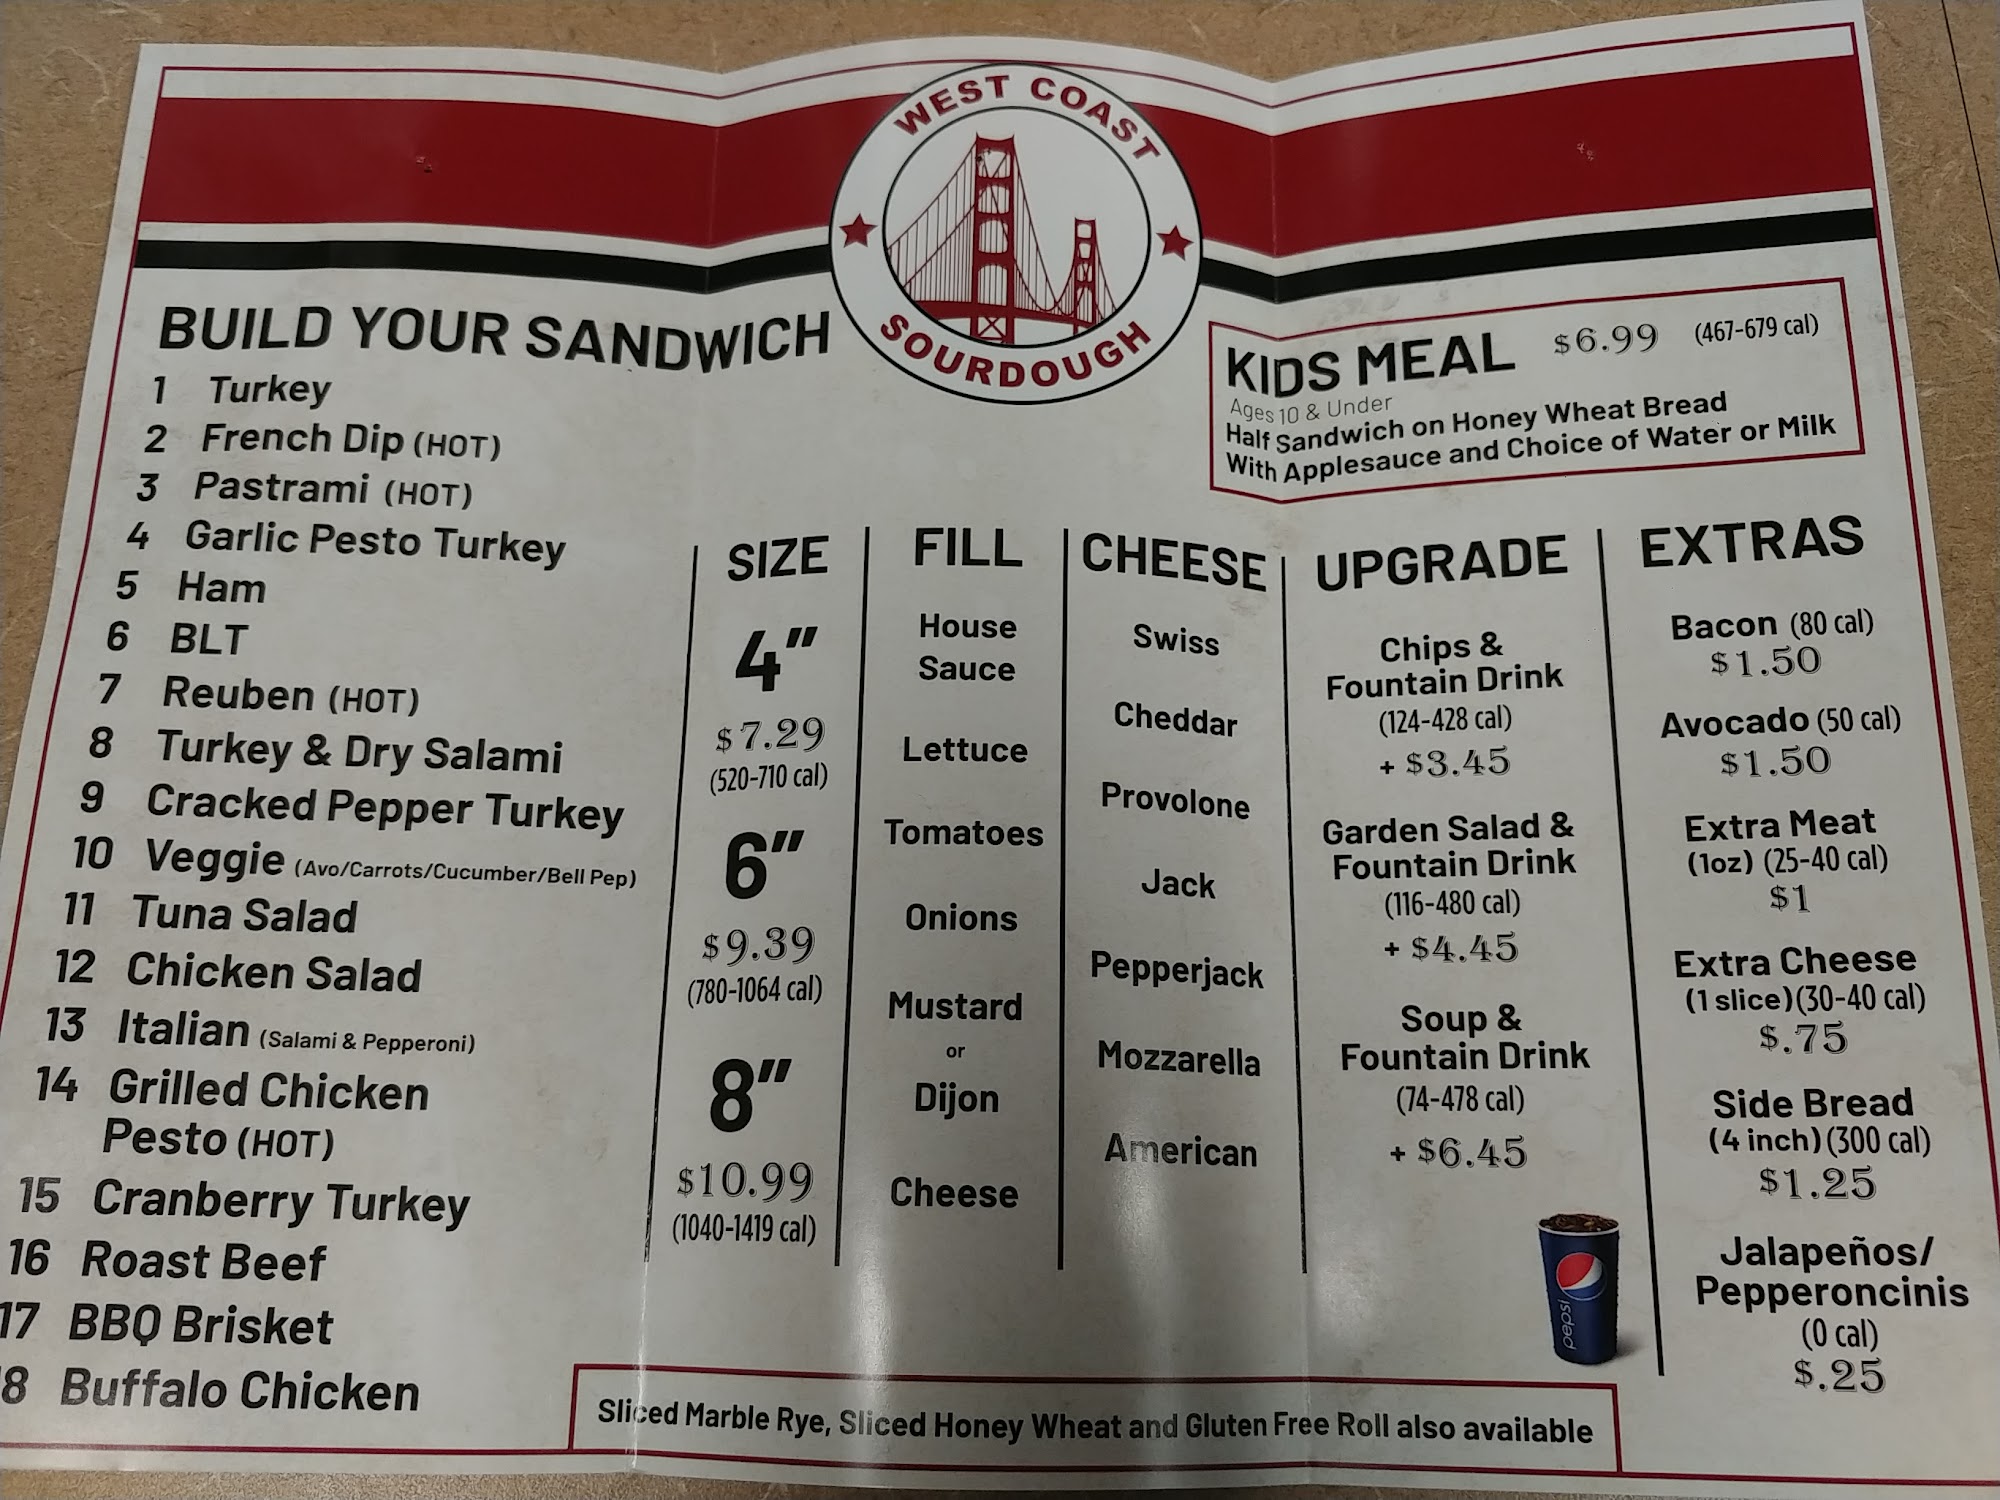 WEST COAST
SOURDOUGH
BUILD YOUR SANDWICH
1 Turkey
2 French Dip (HOT)
3 Pastrami (HOT)
4 Garlic Pesto Turkey
5 Ham
6 BLT
7 Reuben (HOT)
8 Turkey & Dry Salami
9 Cracked Pepper Turkey
10 Veggie (Avo/Carrots/Cucumber/Bell Pep)
11 Tuna Salad
12 Chicken Salad
13 Italian (Salami & Pepperoni)
14 Grilled Chicken
Pesto (HOT)
15 Cranberry Turkey
16 Roast Beef
17 BBQ Brisket
8 Buffalo Chicken
KIDS MEAL $6.99 (467-679 cal)
Ages 10 & Under
Half Sandwich on Honey Wheat Bread
With Applesauce and Choice of Water or Milk
SIZE
4"
$7.29
(520-710 cal)
6"
$9.39
(780-1064 cal)
8"
$10.99
(1040-1419 cal)
FILL
House
Sauce
Lettuce
Tomatoes
Onions
Mustard
or
Dijon
Cheese
CHEESE
Swiss
Cheddar
Provolone
Jack
Pepperjack
Mozzarella
American
UPGRADE
Chips &
Fountain Drink
(124-428 cal)
+ $3.45
Garden Salad &
Fountain Drink
(116-480 cal)
+ $4.45
Soup &
Fountain Drink
(74-478 cal)
+ $6.45
pepsi
EXTRAS
Bacon (80 cal)
$1.50
Avocado (50 cal)
$1.50
Extra Meat
(1oz) (25-40 cal)
$1
Extra Cheese
(1 slice)(30-40 cal)
$.75
Side Bread
(4 inch)(300 cal)
$1.25
Jalapeños/
Pepperoncinis
(0 cal)
$.25
Sliced Marble Rye, Sliced Honey Wheat and Gluten Free Roll also available